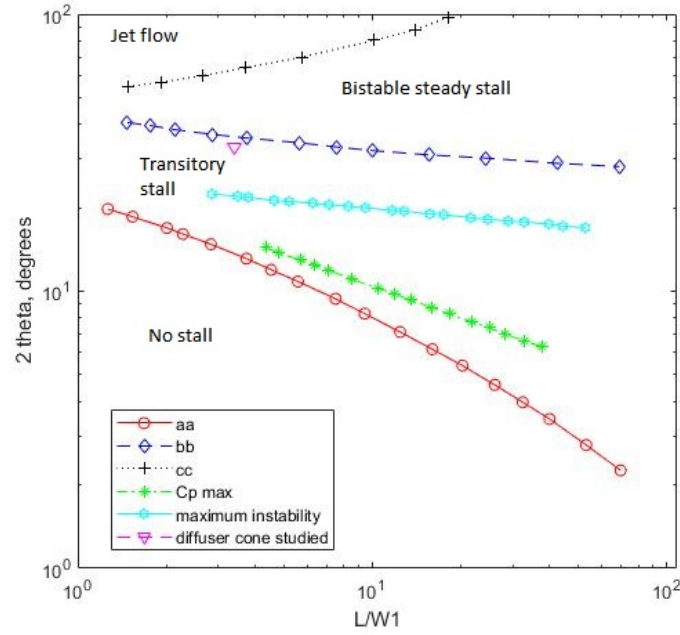 10²
Jet flow
Bistable steady stall
Transitory
stall
2 theta, degrees
10¹
No stall
aa
bb
cc
Cp max
maximum instability
diffuser cone studied
10⁰
10⁰ 10¹ 10²
L/W1